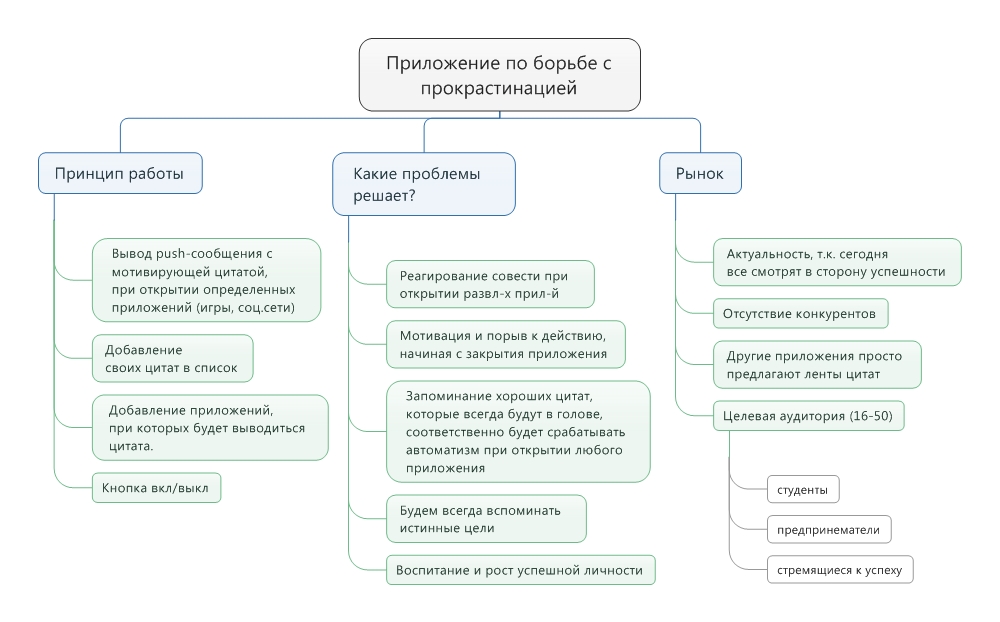 Приложение по борьбе с
прокрастинацией
Принцип работы
Вывод push-сообщения с
мотивирующей цитатой,
при открытии определенных
приложений (игры, соц.сети)
Добавление
своих цитат в список
Добавление приложений,
при которых будет выводиться
цитата.
Кнопка вкл/выкл
Какие проблемы
решает?
Реагирование совести при
открытии развл-х прил-й
Мотивация и порыв к действию,
начиная с закрытия приложения
Запоминание хороших цитат,
которые всегда будут в голове,
соответственно будет срабатывать
автоматизм при открытии любого
приложения
Будем всегда вспоминать
истинные цели
Воспитание и рост успешной личности
Рынок
Актуальность, т.к. сегодня
все смотрят в сторону успешности
Отсутствие конкурентов
Другие приложения просто
предлагают ленты цитат
Целевая аудитория (16-50)
студенты
предпринематели
стремящиеся к успеху